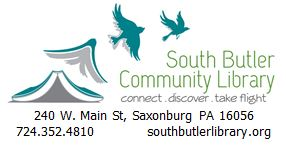 South Butler
Community Library
connect . discover . take flight
240 W. Main St, Saxonburg PA 16056
724.352.4810 southbutlerlibrary.org